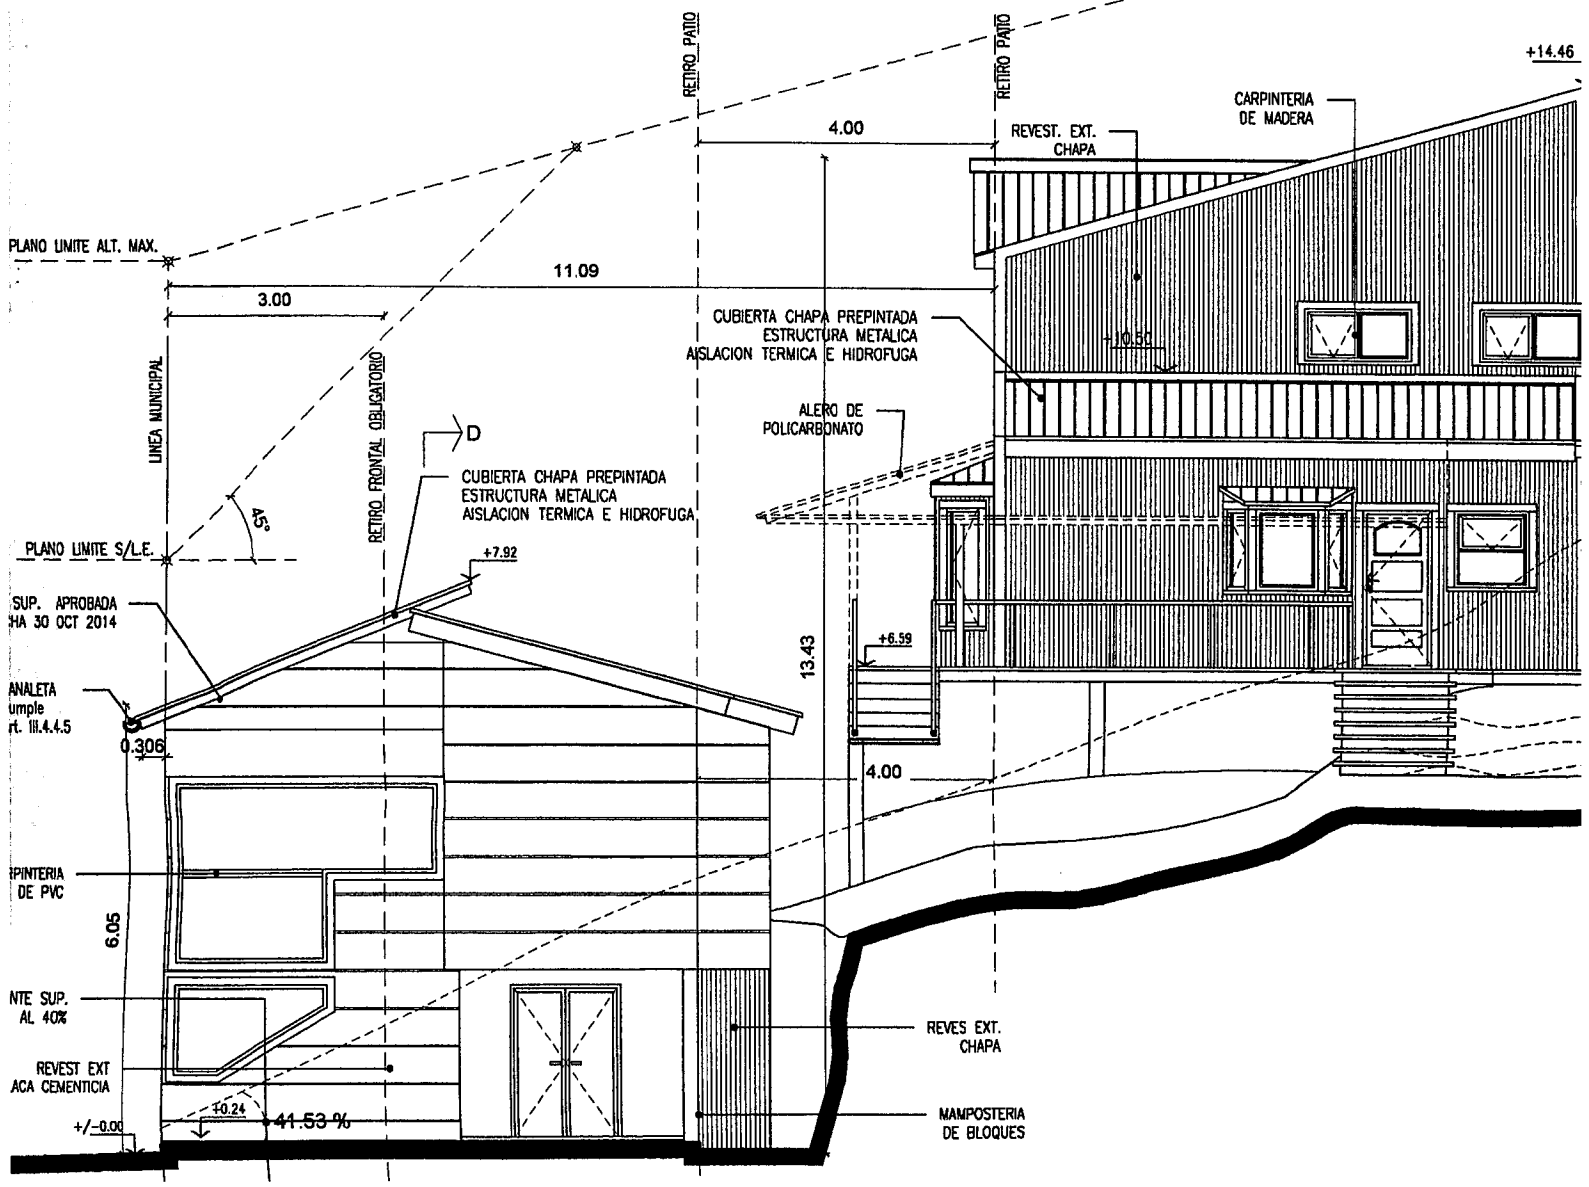 RETIRO PATIO
RETIRO PATIO
+14.46
CARPINTERIA
DE MADERA
4.00
REVEST. EXT.
CHAPA
PLANO LIMITE ALT. MAX.
11.09
3.00
CUBIERTA CHAPA PREPINTADA
ESTRUCTURA METALICA
AISLACION TERMICA E HIDROFUGA
+10.50
LINEA MUNICIPAL
RETIRO FRONTAL OBLIGATORIO
ALERO DE
POLICARBONATO
D
CUBIERTA CHAPA PREPINTADA
ESTRUCTURA METALICA
AISLACION TERMICA E HIDROFUGA
45°
PLANO LIMITE S/L.E.
+7.92
SUP. APROBADA
HA 30 OCT 2014
13.43
+6.59
ANALETA
umple
rt. III.4.4.5
0.306
4.00
RPINTERIA
DE PVC
6.05
NTE SUP.
AL 40%
REVES EXT.
CHAPA
REVEST EXT
ACA CEMENTICIA
+0.24
41.53 %
+/-0.00
MAMPOSTERIA
DE BLOQUES